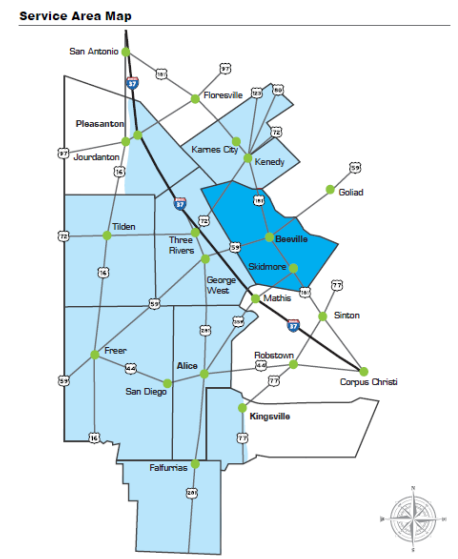 Service Area Map
San Antonio
37
181
97
Floresville
123
80
Pleasanton
72
Karnes City
97
Jourdanton
Kenedy
16
59
Goliad
181
37
72
Tilden
72
Three
Rivers
59
Beeville
Skidmore
16
George
West
77
181
59
Mathis
Sinton
359
37
281
Freer
Robstown
44
Alice
44
59
San Diego
77
Corpus Christi
Kingsville
16
77
Falfurrias
281
N
S